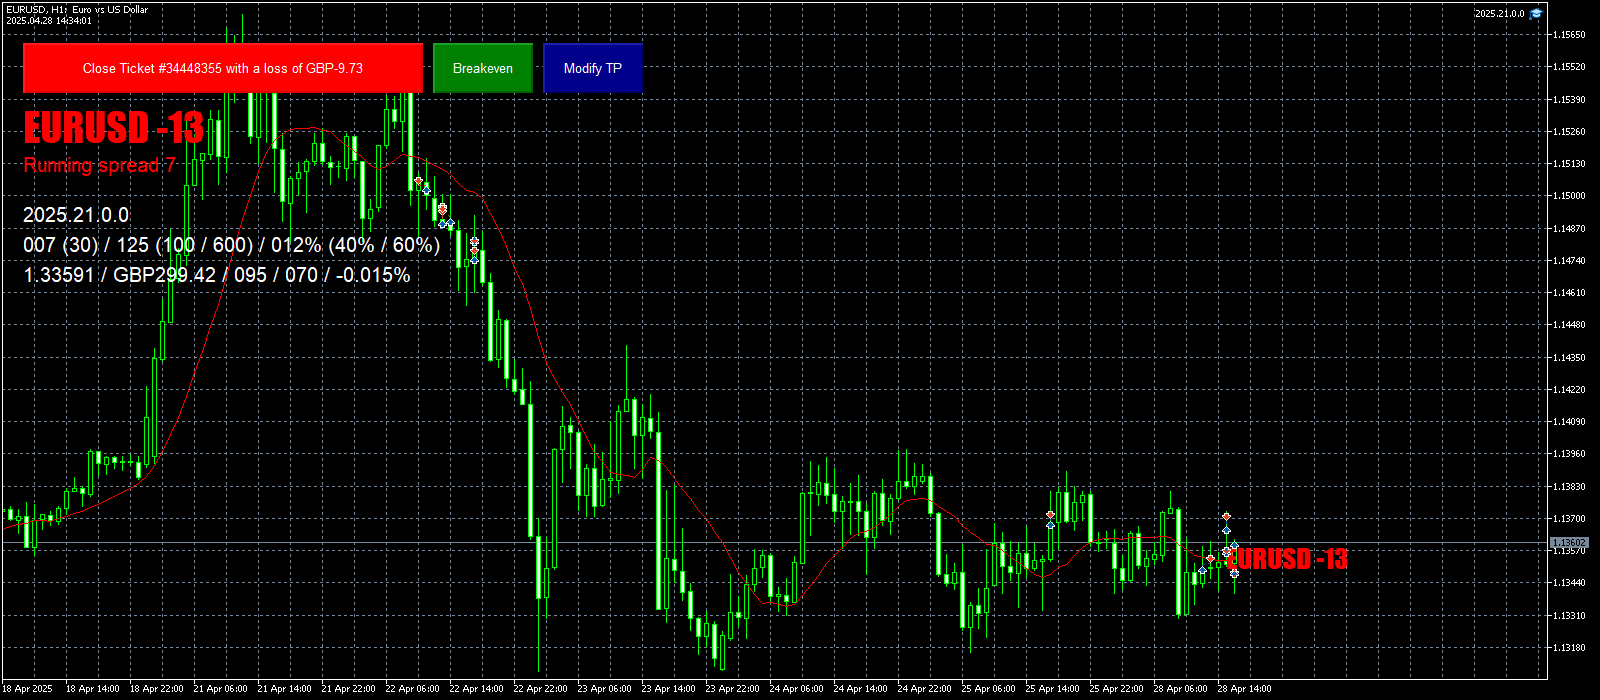 EURUSD, H1: Euro vs US Dollar
2025.04.28 14:34:01
2025.21.0.0
Close Ticket #34448355 with a loss of GBP-9.73
Breakeven
Modify TP
EURUSD -13
Running spread 7
2025.21.0.0
007 (30) / 125 (100 / 600) / 012% (40% / 60%)
1.33591 / GBP299.42 / 095 / 070 / -0.015%
EURUSD -13
1.15650
1.15520
1.15390
1.15260
1.15130
1.15000
1.14870
1.14740
1.14610
1.14480
1.14350
1.14220
1.14090
1.13960
1.13830
1.13700
1.13602
1.13570
1.13440
1.13310
1.13180
18 Apr 2025
18 Apr 14:00
18 Apr 22:00
21 Apr 06:00
21 Apr 14:00
21 Apr 22:00
22 Apr 06:00
22 Apr 14:00
22 Apr 22:00
23 Apr 06:00
23 Apr 14:00
23 Apr 22:00
24 Apr 06:00
24 Apr 14:00
24 Apr 22:00
25 Apr 06:00
25 Apr 14:00
25 Apr 22:00
28 Apr 06:00
28 Apr 14:00